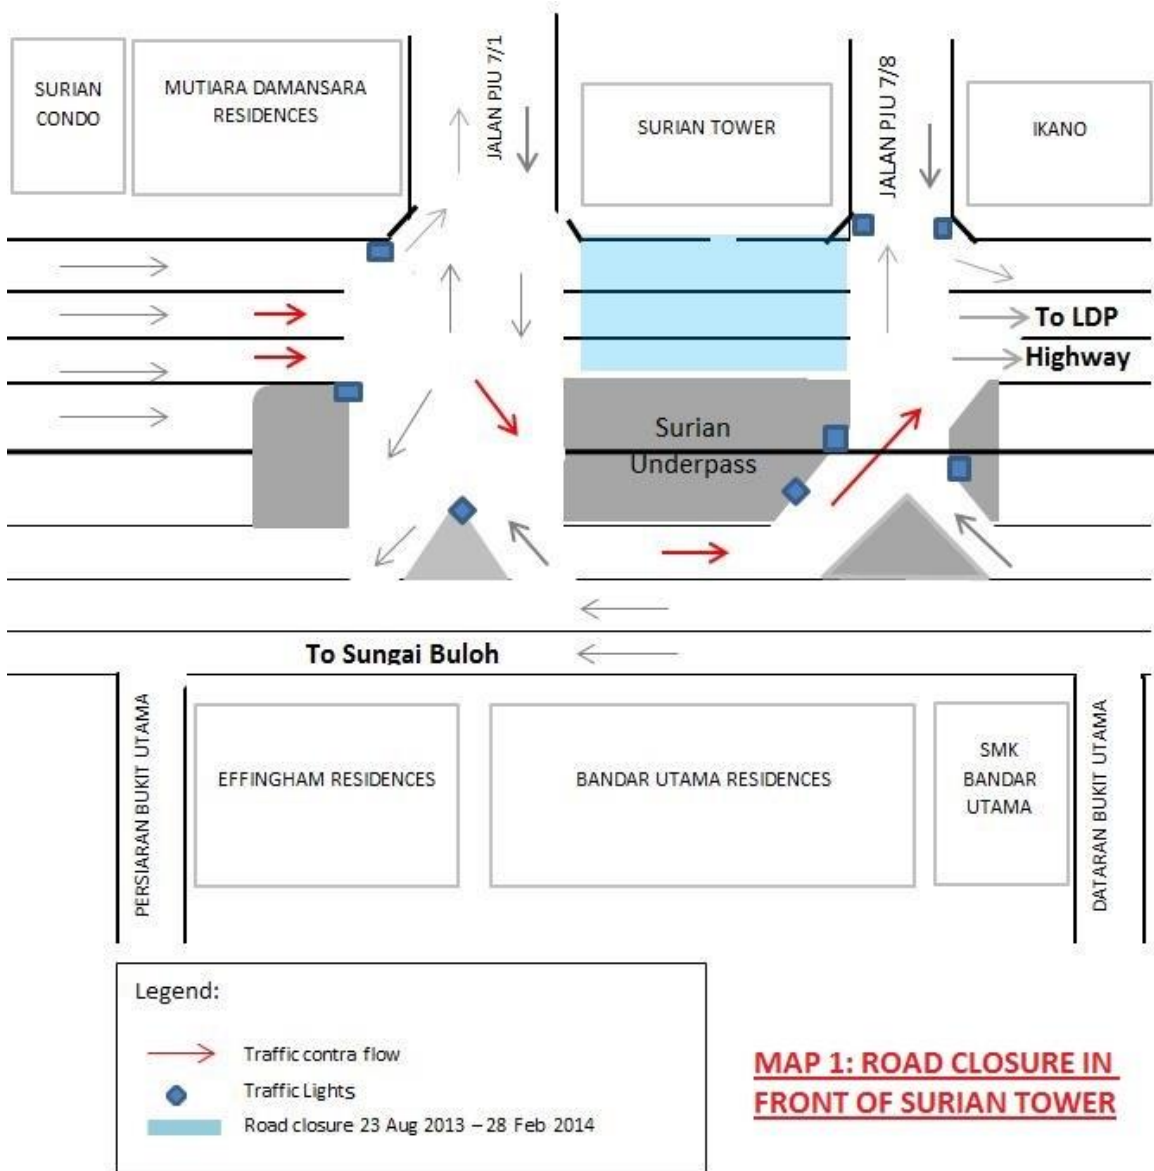 SURIAN
CONDO
MUTIARA DAMANSARA
RESIDENCES
JALAN PJU 7/1
SURIAN TOWER
JALAN PJU 7/8
IKANO
To LDP
Highway
Surian
Underpass
To Sungai Buloh
PERSIARAN BUKIT UTAMA
EFFINGHAM RESIDENCES
BANDAR UTAMA RESIDENCES
SMK
BANDAR
UTAMA
DATARAN BUKIT UTAMA
Legend:
Traffic contra flow
Traffic Lights
Road closure 23 Aug 2013 – 28 Feb 2014
MAP 1: ROAD CLOSURE IN
FRONT OF SURIAN TOWER